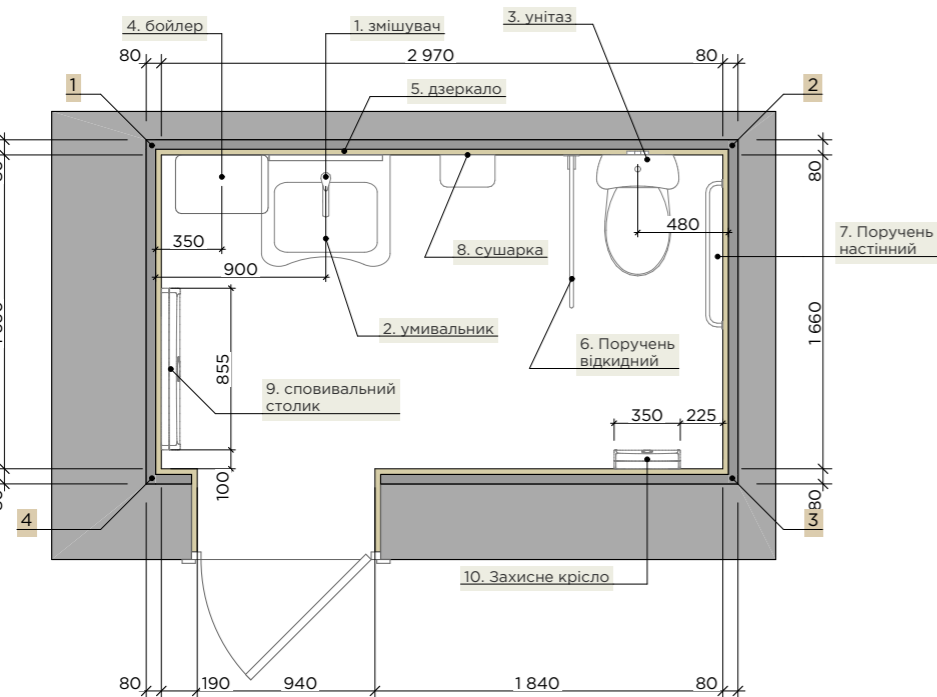 4. бойлер
1. змішувач
3. унітаз
80
2 970
80
1
5. дзеркало
2
80
80
350
480
7. Поручень
настінний
900
8. сушарка
1 660
2. умивальник
6. Поручень
відкидний
855
9. сповивальний
столик
350
225
100
80
4
3
10. Захисне крісло
80
190
940
1 840
80